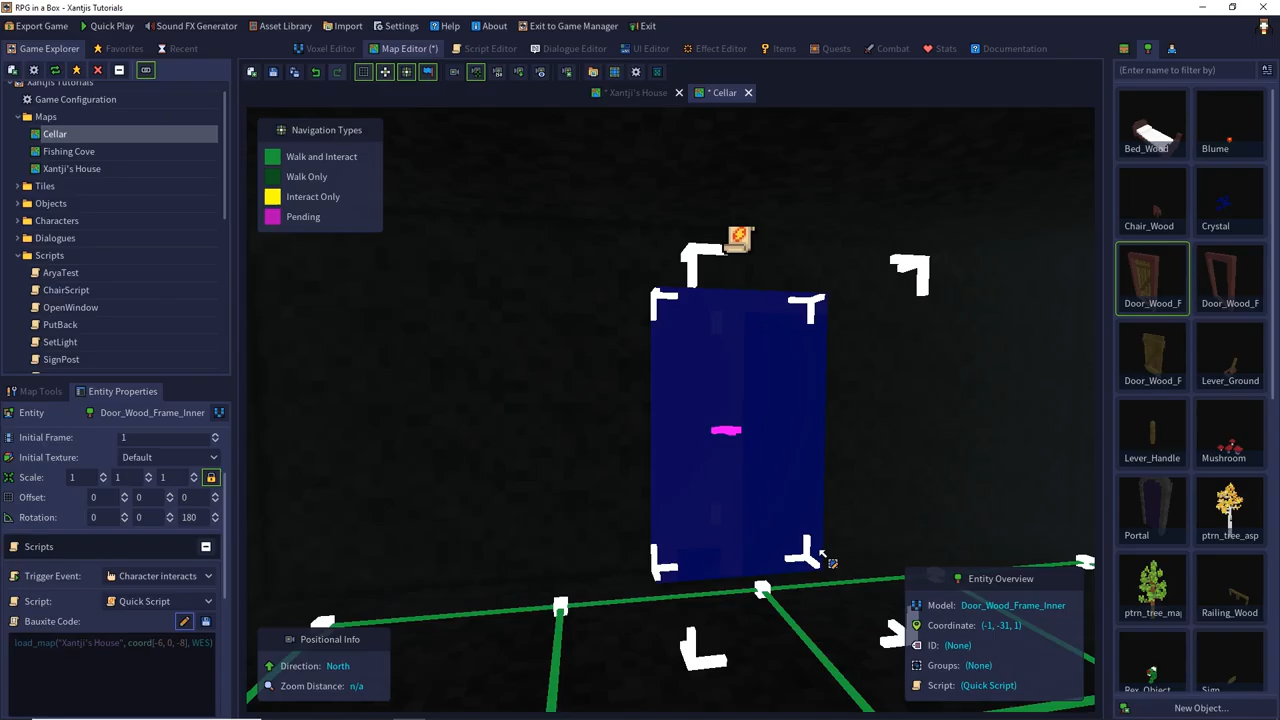 RPG in a Box - Xantjis Tutorials
Export Game Quick Play Sound FX Generator Asset Library Import Settings Help About Exit to Game Manager Exit
Game Explorer Favorites Recent Voxel Editor Map Editor (*) Script Editor Dialogue Editor UI Editor Effect Editor Items Quests Combat Stats Documentation
(Enter name to filter by)
Xantjis Tutorials
Game Configuration
Maps
Cellar
Fishing Cove
Xantji's House
Tiles
Objects
Characters
Dialogues
Scripts
AryaTest
ChairScript
OpenWindow
PutBack
SetLight
SignPost
* Xantji's House * Cellar
Navigation Types
Walk and Interact
Walk Only
Interact Only
Pending
Bed_Wood Blume
Chair_Wood Crystal
Door_Wood_F Door_Wood_F
Door_Wood_F Lever_Ground
Lever_Handle Mushroom
Portal ptrn_tree_asp
ptrn_tree_ma Railing_Wood
Rex_Object Sign
New Object...
Map Tools Entity Properties
Entity Door_Wood_Frame_Inner
Initial Frame: 1
Initial Texture: Default
Scale: 1 1 1
Offset: 0 0 0
Rotation: 0 0 180
Scripts
Trigger Event: Character interacts
Script: Quick Script
Bauxite Code:
load_map("Xantji's House", coord[-6, 0, -8], WES)
Positional Info
Direction: North
Zoom Distance: n/a
Entity Overview
Model: Door_Wood_Frame_Inner
Coordinate: (-1, -31, 1)
ID: (None)
Groups: (None)
Script: (Quick Script)